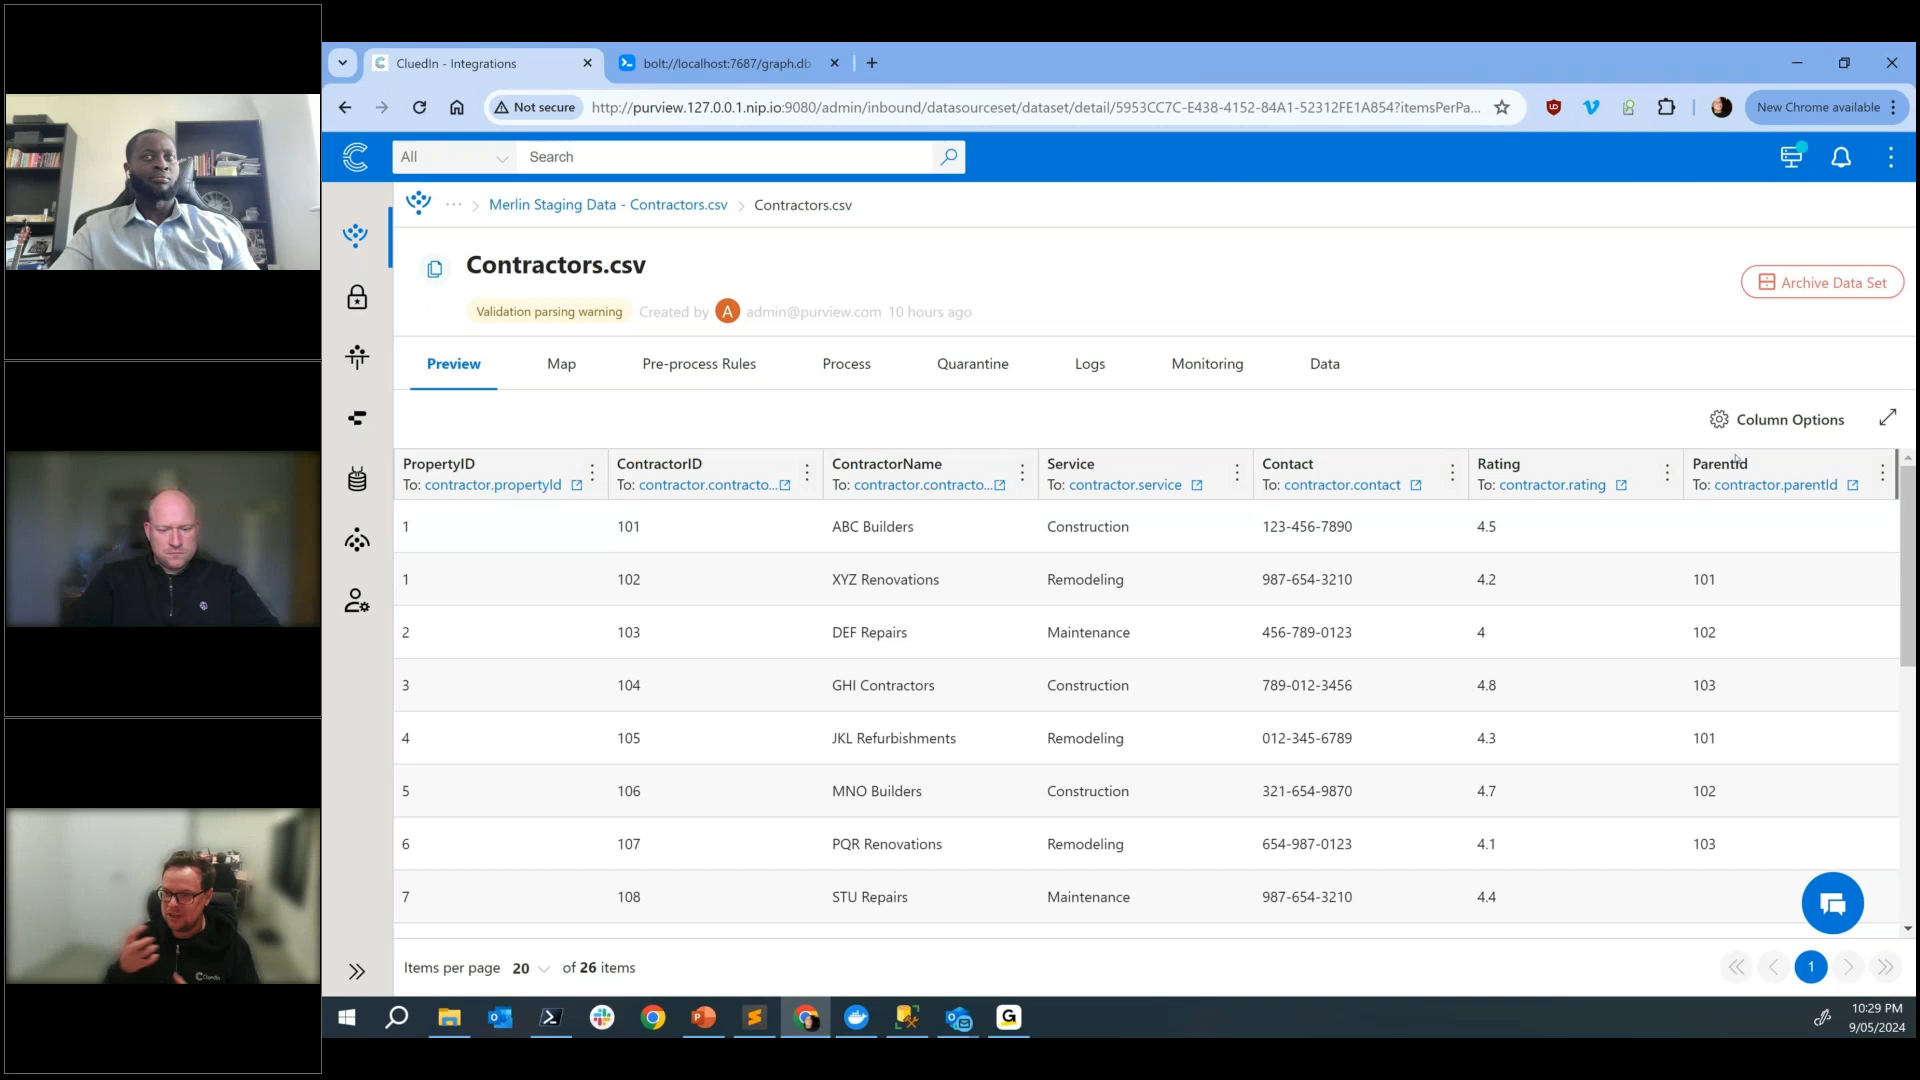 CluedIn - Integrations
bolt://localhost:7687/graph.db
Not secure
http://purview.127.0.0.1.nip.io:9080/admin/inbound/datasourceset/dataset/detail/5953CC7C-E438-4152-84A1-52312FE1A854?itemsPerPa...
New Chrome available
All
Search
... Merlin Staging Data - Contractors.csv > Contractors.csv
Contractors.csv
Archive Data Set
Validation parsing warning Created by A admin@purview.com 10 hours ago
Preview Map Pre-process Rules Process Quarantine Logs Monitoring Data
Column Options
PropertyID ContractorID ContractorName Service Contact Rating ParentId
To: contractor.propertyId To: contractor.contracto... To: contractor.contracto... To: contractor.service To: contractor.contact To: contractor.rating To: contractor.parentId
1 101 ABC Builders Construction 123-456-7890 4.5
1 102 XYZ Renovations Remodeling 987-654-3210 4.2 101
2 103 DEF Repairs Maintenance 456-789-0123 4 102
3 104 GHI Contractors Construction 789-012-3456 4.8 103
4 105 JKL Refurbishments Remodeling 012-345-6789 4.3 101
5 106 MNO Builders Construction 321-654-9870 4.7 102
6 107 PQR Renovations Remodeling 654-987-0123 4.1 103
7 108 STU Repairs Maintenance 987-654-3210 4.4
Items per page 20 of 26 items
1
10:29 PM
9/05/2024